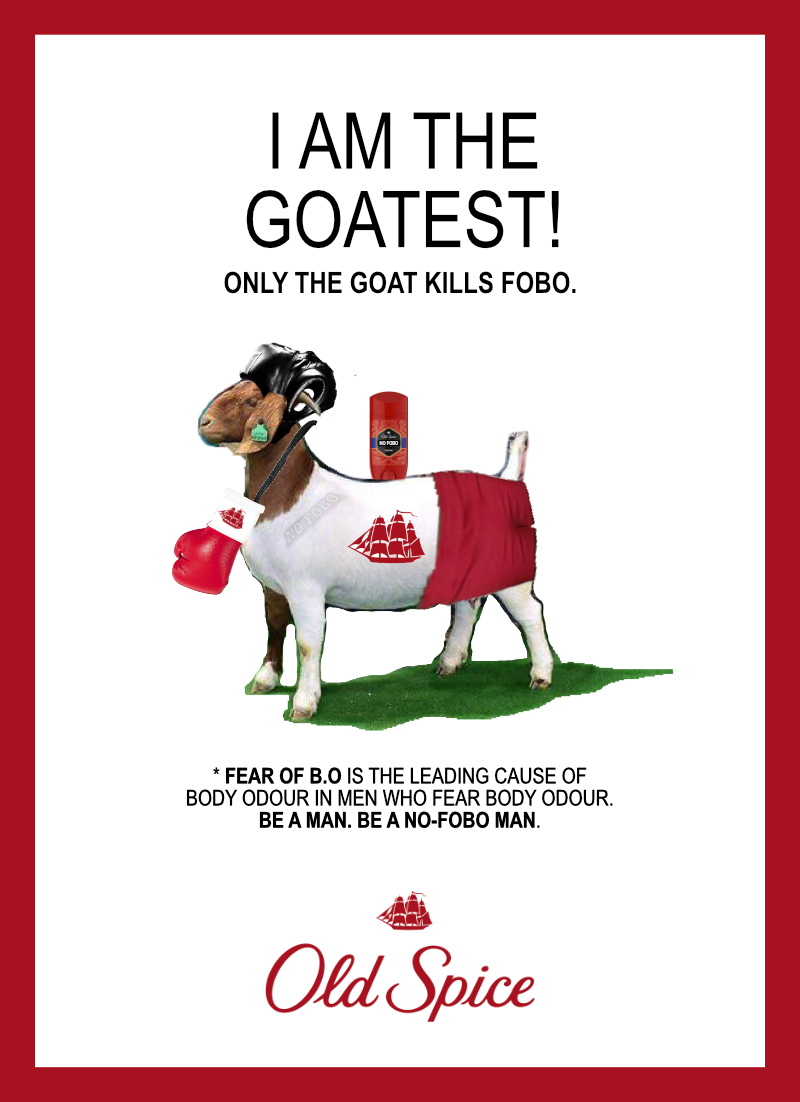 I AM THE
GOATEST!
ONLY THE GOAT KILLS FOBO.
NO FOBO
NO FOBO
* FEAR OF B.O IS THE LEADING CAUSE OF
BODY ODOUR IN MEN WHO FEAR BODY ODOUR.
BE A MAN. BE A NO-FOBO MAN.
Old Spice